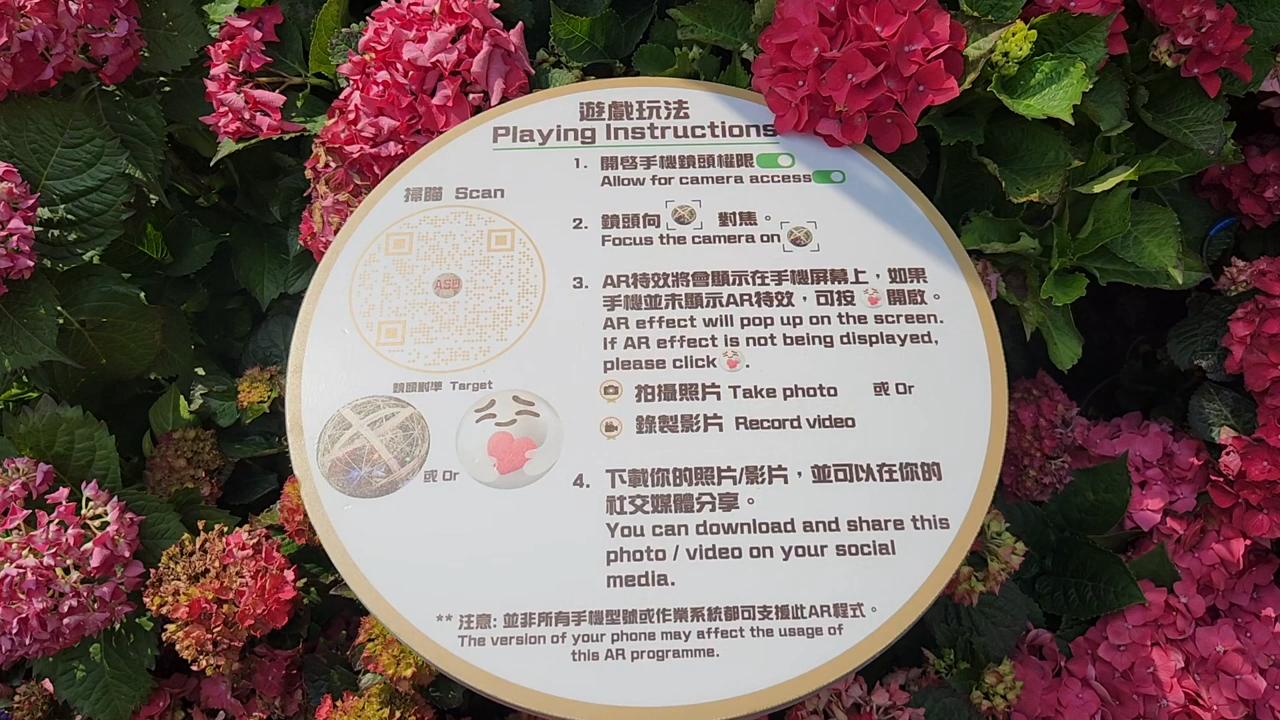 遊戲玩法
Playing Instructions
掃瞄 Scan
鏡頭對準 Target
或 Or
1. 開啓手機鏡頭權限
Allow for camera access
2. 鏡頭向 對焦。
Focus the camera on
3. AR特效將會顯示在手機屏幕上，如果
手機並未顯示AR特效，可按 開啟。
AR effect will pop up on the screen.
If AR effect is not being displayed,
please click .
拍攝照片 Take photo 或 Or
錄製影片 Record video
4. 下載你的照片/影片，並可以在你的
社交媒體分享。
You can download and share this
photo / video on your social
media.
** 注意: 並非所有手機型號或作業系統都可支援此AR程式。
The version of your phone may affect the usage of
this AR programme.